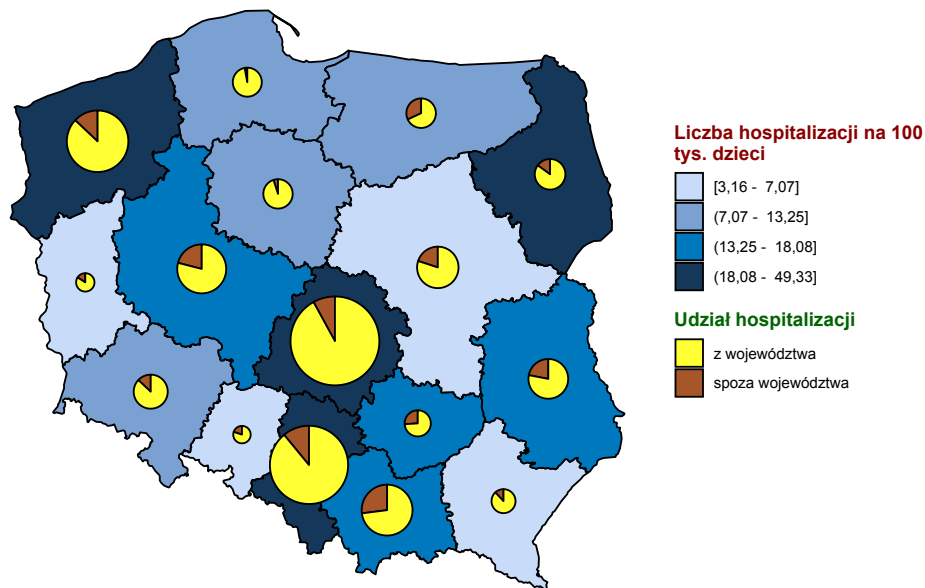 Liczba hospitalizacji na 100
tys. dzieci
[3,16 - 7,07]
(7,07 - 13,25]
(13,25 - 18,08]
(18,08 - 49,33]
Udział hospitalizacji
z województwa
spoza województwa